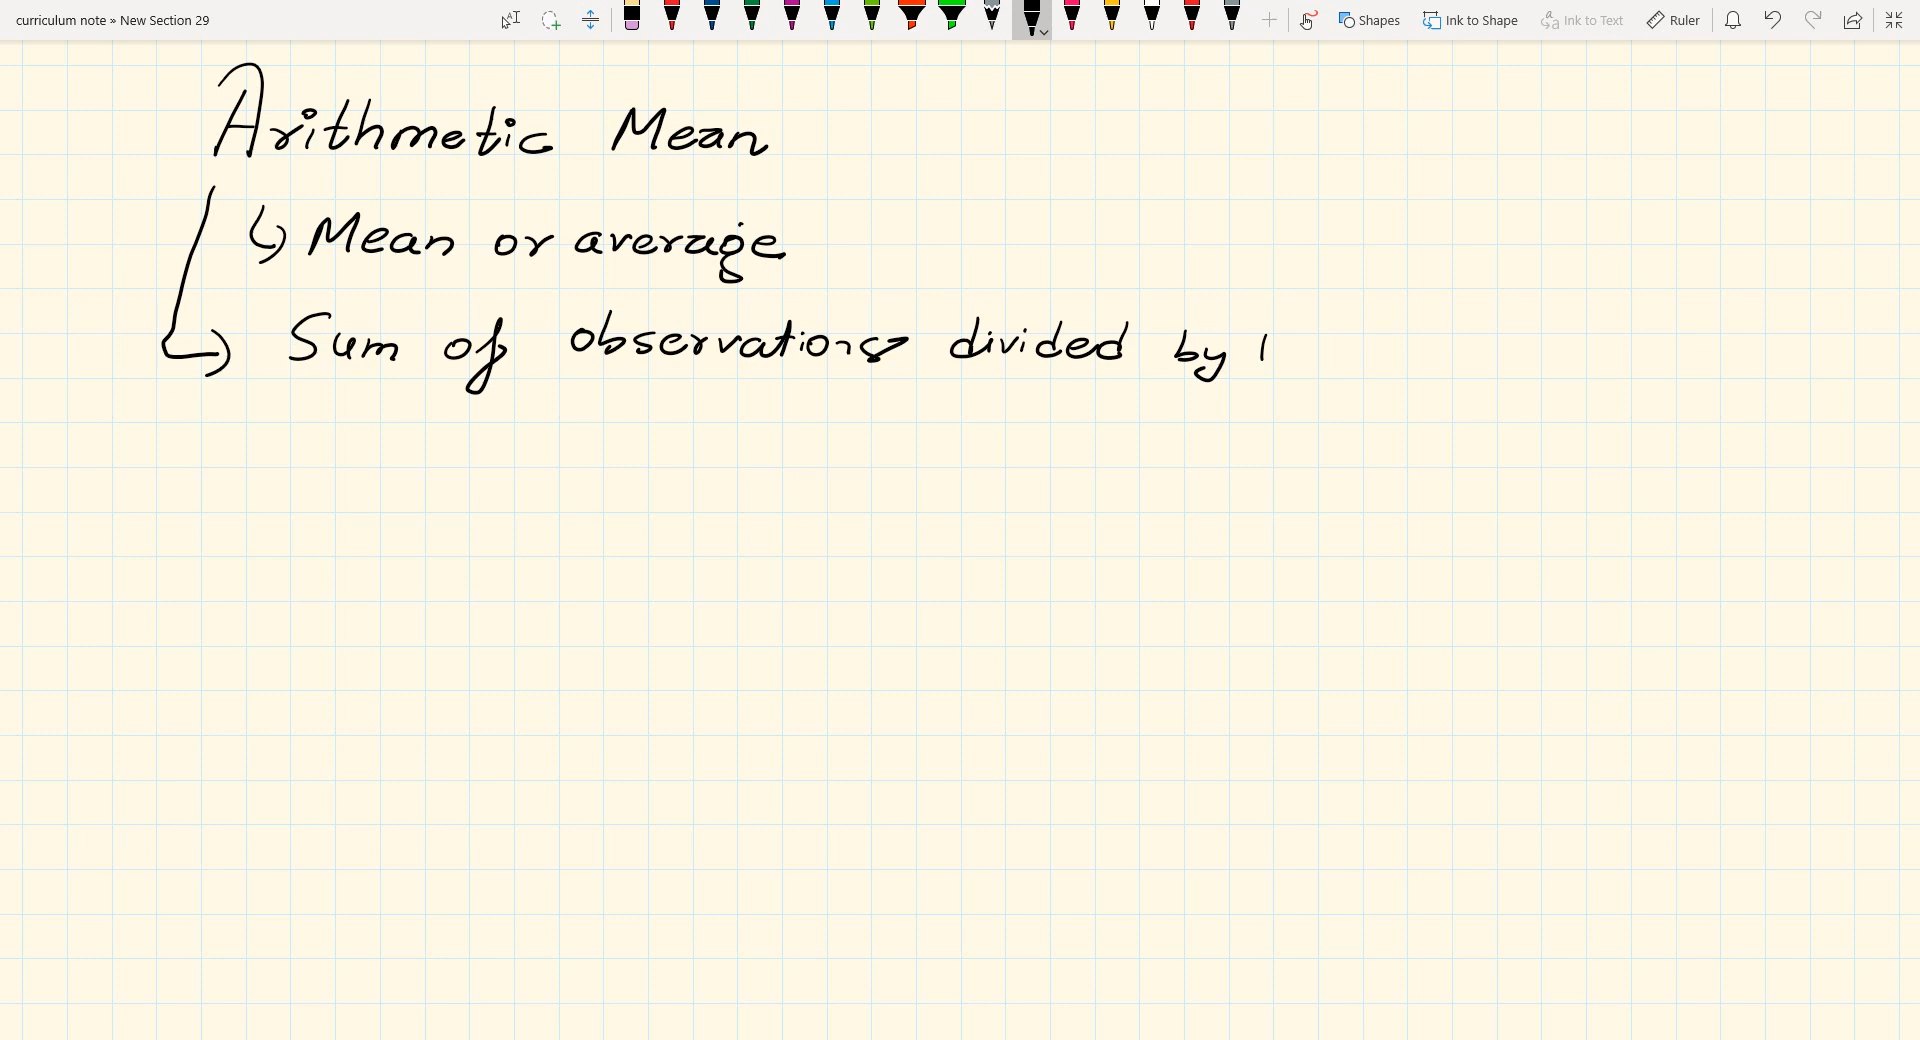 curriculum note » New Section 29
Shapes Ink to Shape Ink to Text Ruler
Arithmetic Mean
Mean or average
Sum of observations divided by